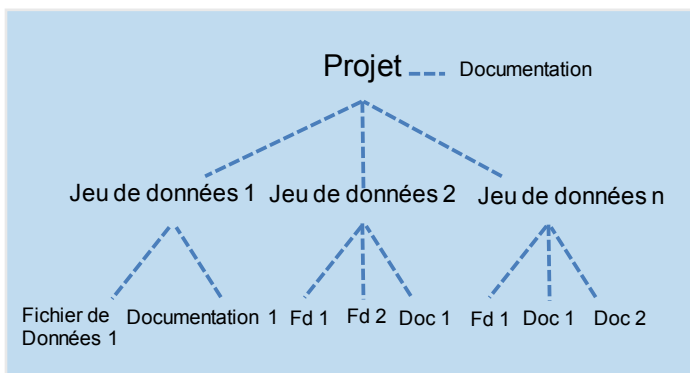 Projet
Documentation
Jeu de données 1
Jeu de données 2
Jeu de données n
Fichier de
Données 1
Documentation 1
Fd 1
Fd 2
Doc 1
Fd 1
Doc 1
Doc 2